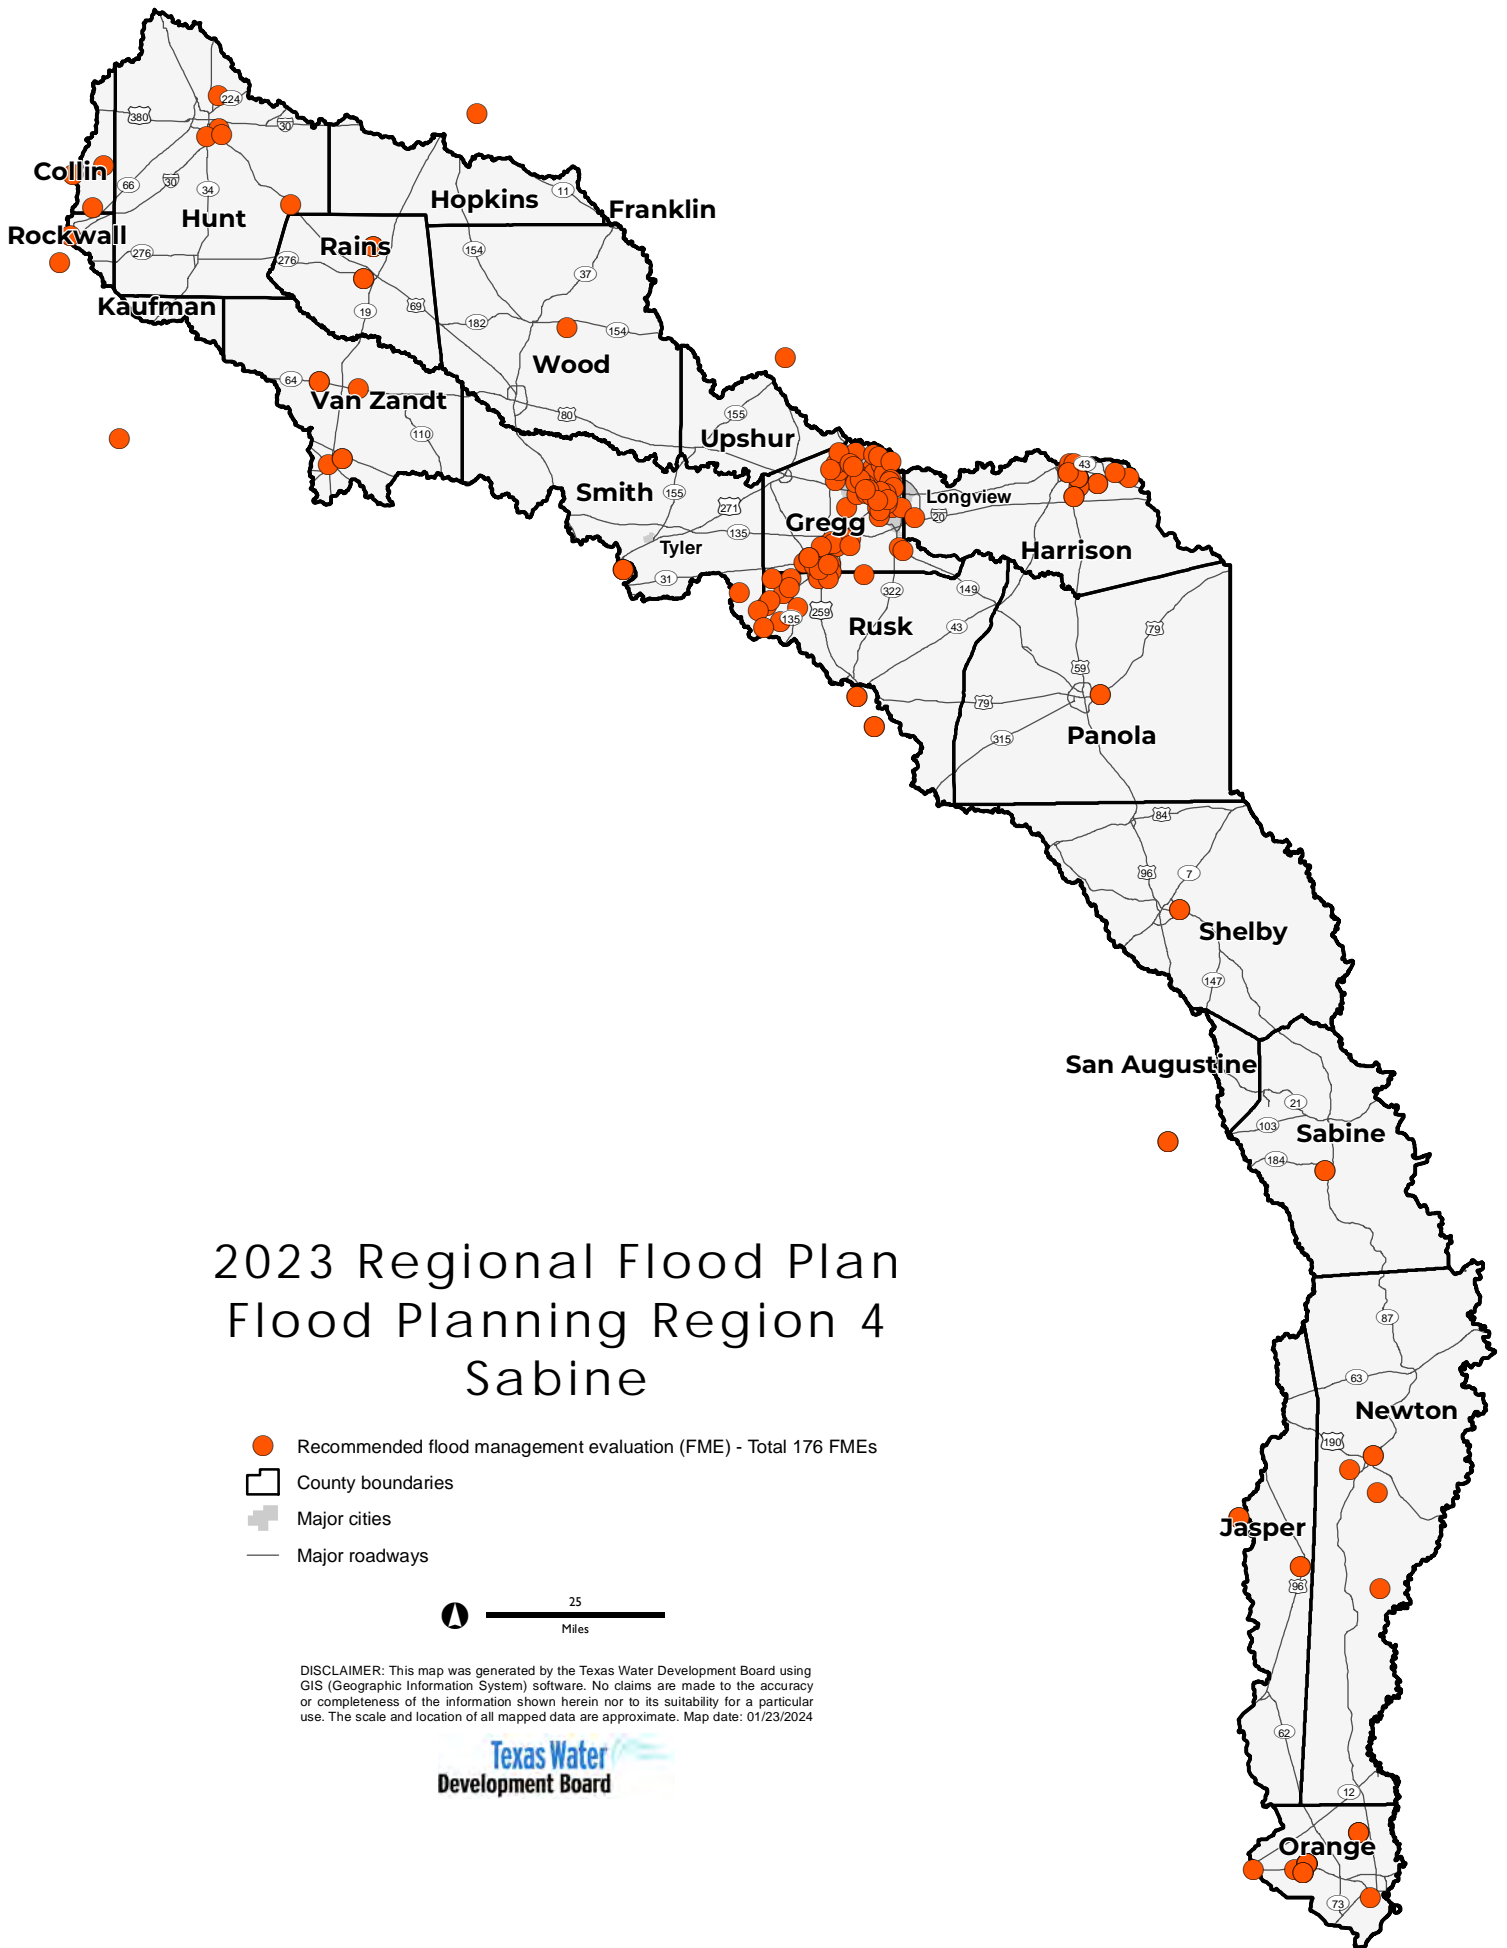 224
380
30
Collin
66
30
34
11
Hopkins
Franklin
Hunt
Rockwall
Rains
276
276
154
37
Kaufman
19
69
182
154
Wood
64
Van Zandt
110
80
155
Upshur
Smith
155
271
135
Tyler
31
Gregg
Longview
20
43
Harrison
322
149
135
259
Rusk
43
79
59
79
315
Panola
84
96
7
Shelby
147
San Augustine
21
103
Sabine
184
87
63
Newton
190
Jasper
96
62
12
Orange
73
2023 Regional Flood Plan
Flood Planning Region 4
Sabine
Recommended flood management evaluation (FME) - Total 176 FMEs
County boundaries
Major cities
Major roadways
25
Miles
DISCLAIMER: This map was generated by the Texas Water Development Board using
GIS (Geographic Information System) software. No claims are made to the accuracy
or completeness of the information shown herein nor to its suitability for a particular
use. The scale and location of all mapped data are approximate. Map date: 01/23/2024
Texas Water
Development Board